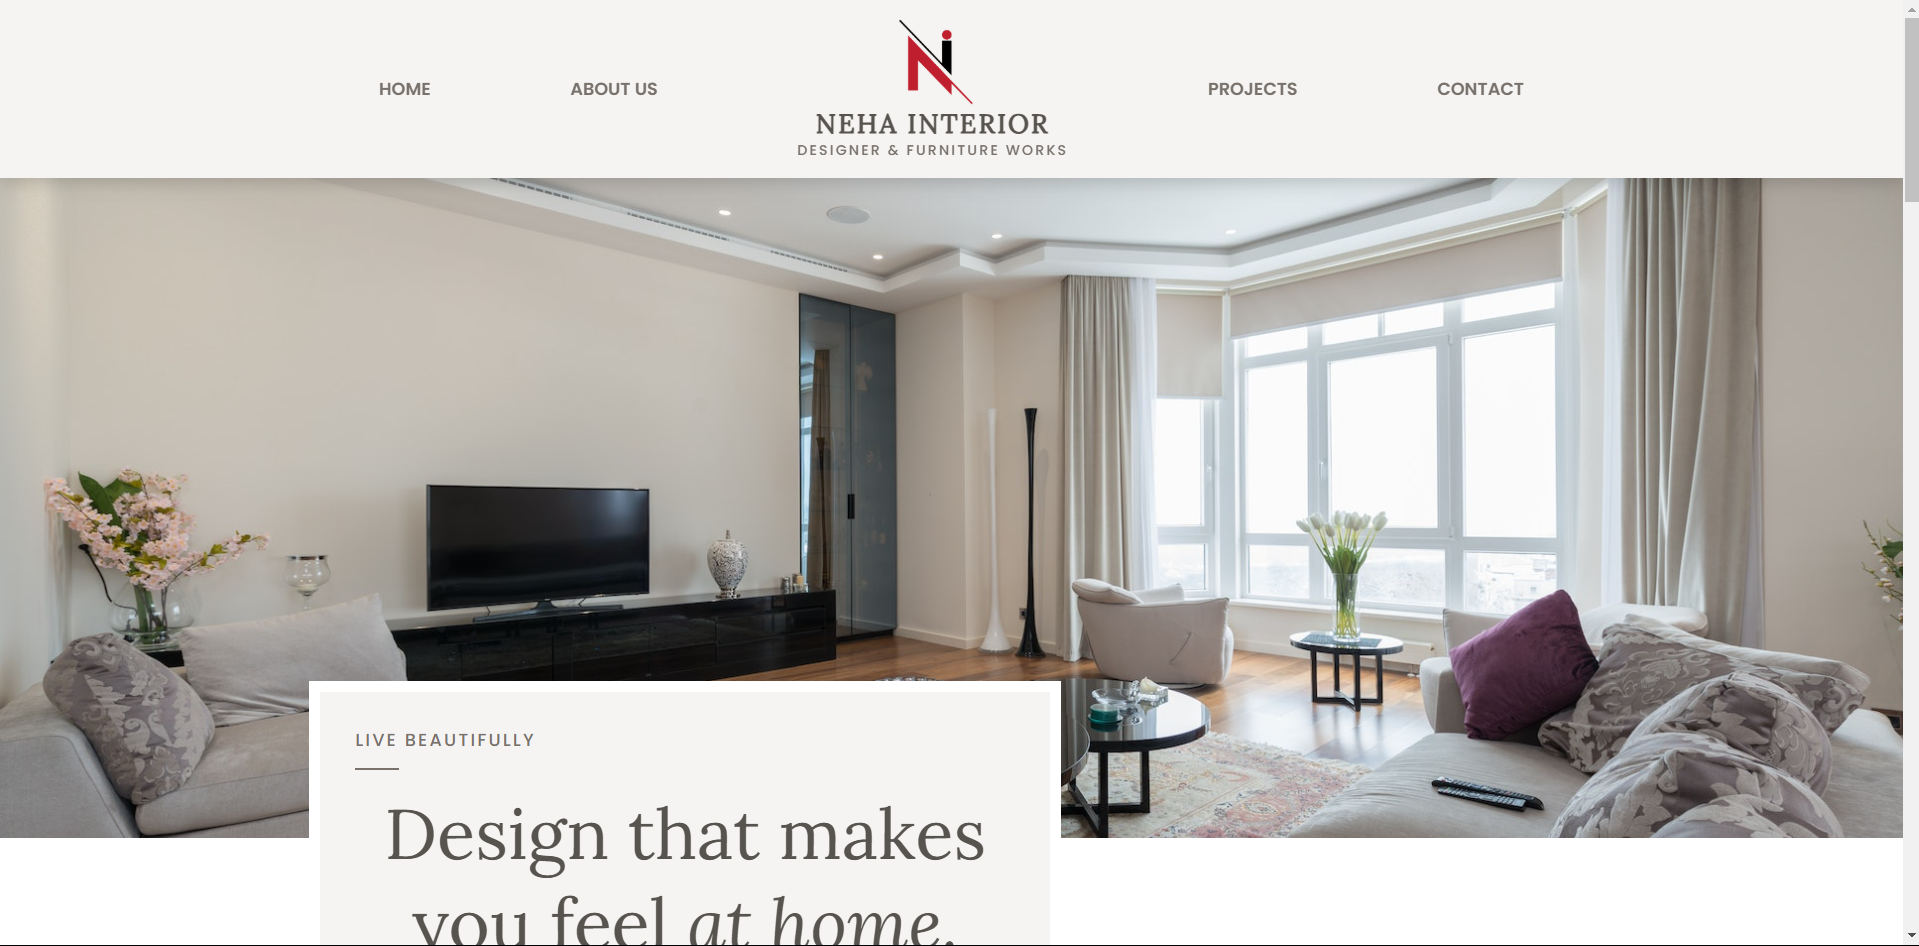 HOME
ABOUT US
NEHA INTERIOR
DESIGNER & FURNITURE WORKS
PROJECTS
CONTACT
LIVE BEAUTIFULLY
Design that makes
you feel at home.